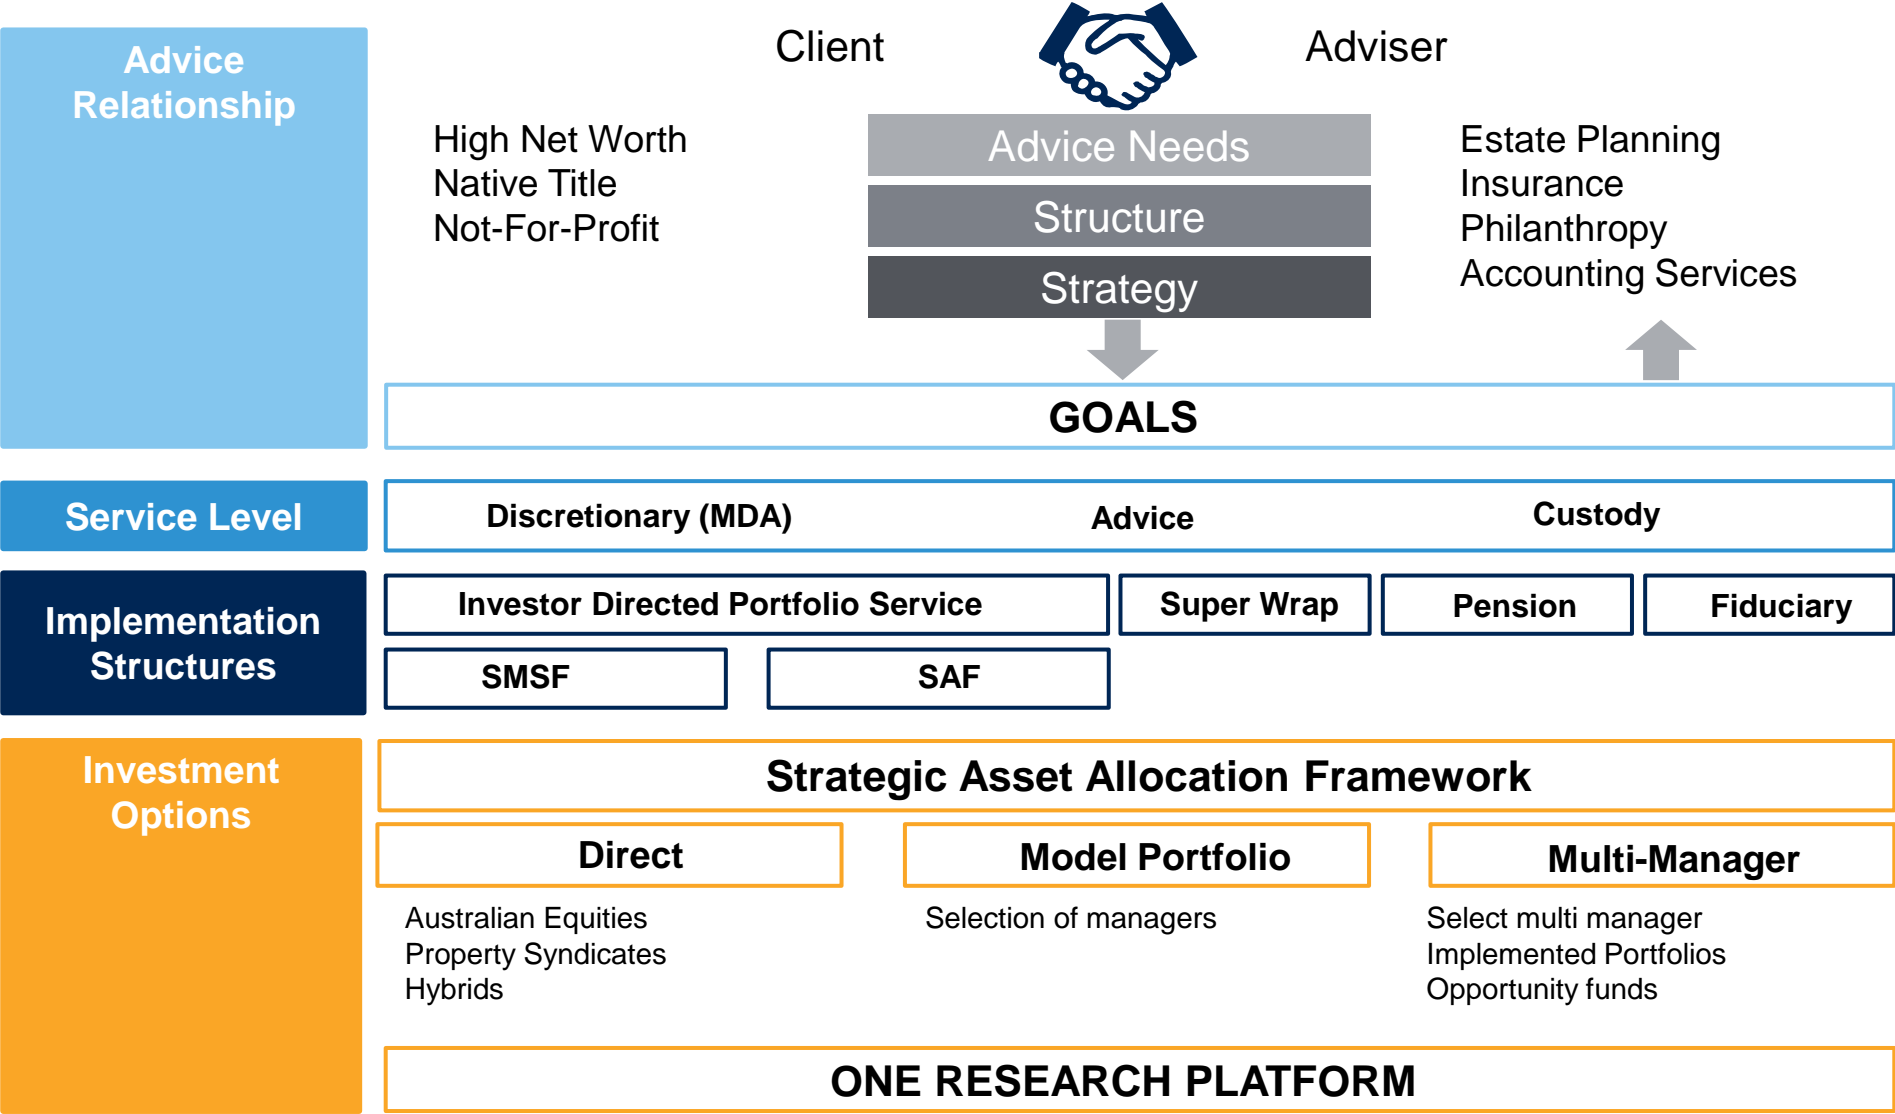 Advice
Relationship
Client
Adviser
High Net Worth
Native Title
Not-For-Profit
Advice Needs
Structure
Strategy
Estate Planning
Insurance
Philanthropy
Accounting Services
GOALS
Service Level
Discretionary (MDA)
Advice
Custody
Implementation
Structures
Investor Directed Portfolio Service
Super Wrap
Pension
Fiduciary
SMSF
SAF
Investment
Options
Strategic Asset Allocation Framework
Direct
Model Portfolio
Multi-Manager
Australian Equities
Property Syndicates
Hybrids
Selection of managers
Select multi manager
Implemented Portfolios
Opportunity funds
ONE RESEARCH PLATFORM